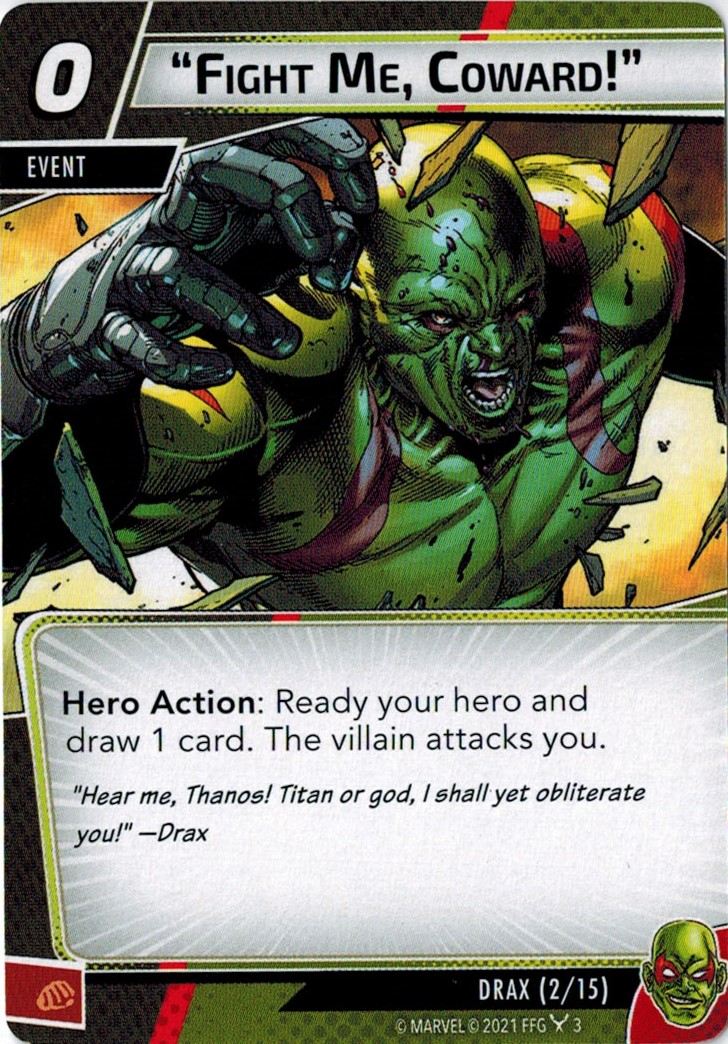 0
“Fight Me, Coward!”
EVENT
Hero Action: Ready your hero and
draw 1 card. The villain attacks you.
"Hear me, Thanos! Titan or god, I shall yet obliterate
you!" —Drax
DRAX (2/15)
© MARVEL © 2021 FFG 3